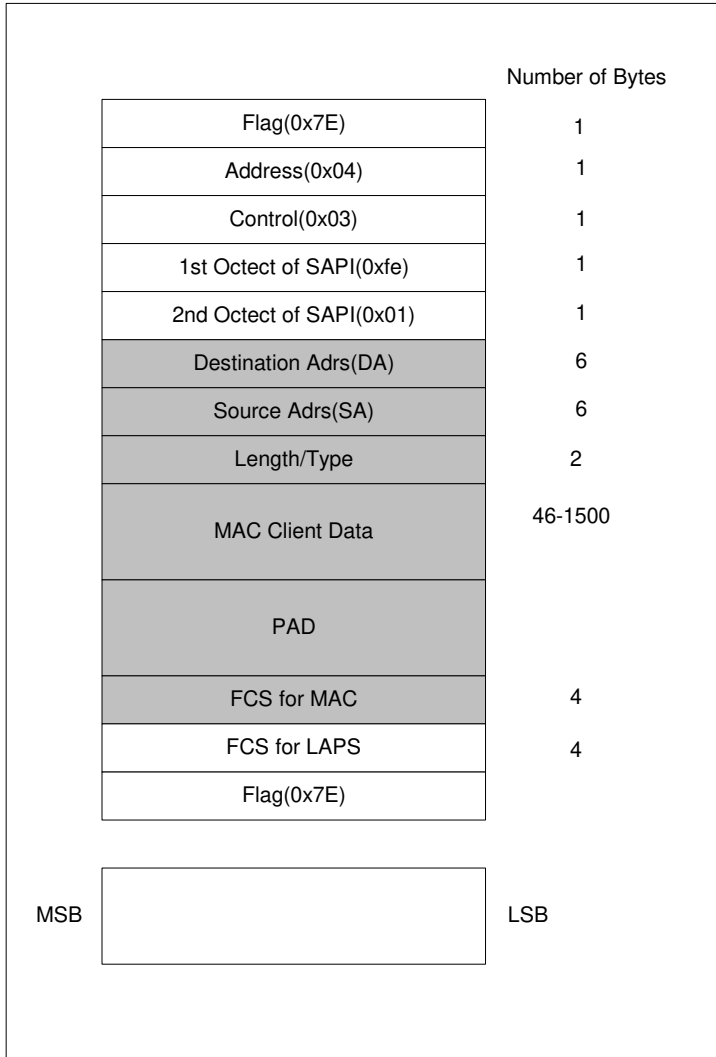 Number of Bytes
Flag(0x7E) 1
Address(0x04) 1
Control(0x03) 1
1st Octect of SAPI(0xfe) 1
2nd Octect of SAPI(0x01) 1
Destination Adrs(DA) 6
Source Adrs(SA) 6
Length/Type 2
MAC Client Data 46-1500
PAD
FCS for MAC 4
FCS for LAPS 4
Flag(0x7E)
MSB LSB